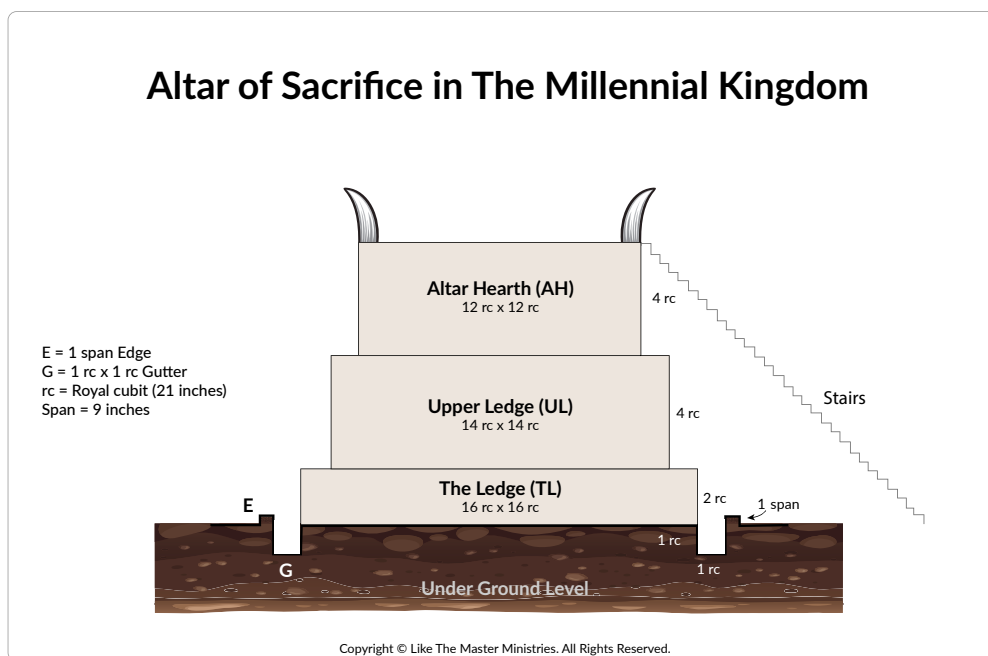 Altar of Sacrifice in The Millennial Kingdom
Altar Hearth (AH)
12 rc x 12 rc
4 rc
E = 1 span Edge
G = 1 rc x 1 rc Gutter
rc = Royal cubit (21 inches)
Span = 9 inches
Upper Ledge (UL)
14 rc x 14 rc
4 rc
Stairs
The Ledge (TL)
16 rc x 16 rc
2 rc
E
1 span
1 rc
G
1 rc
Under Ground Level
Copyright © Like The Master Ministries. All Rights Reserved.